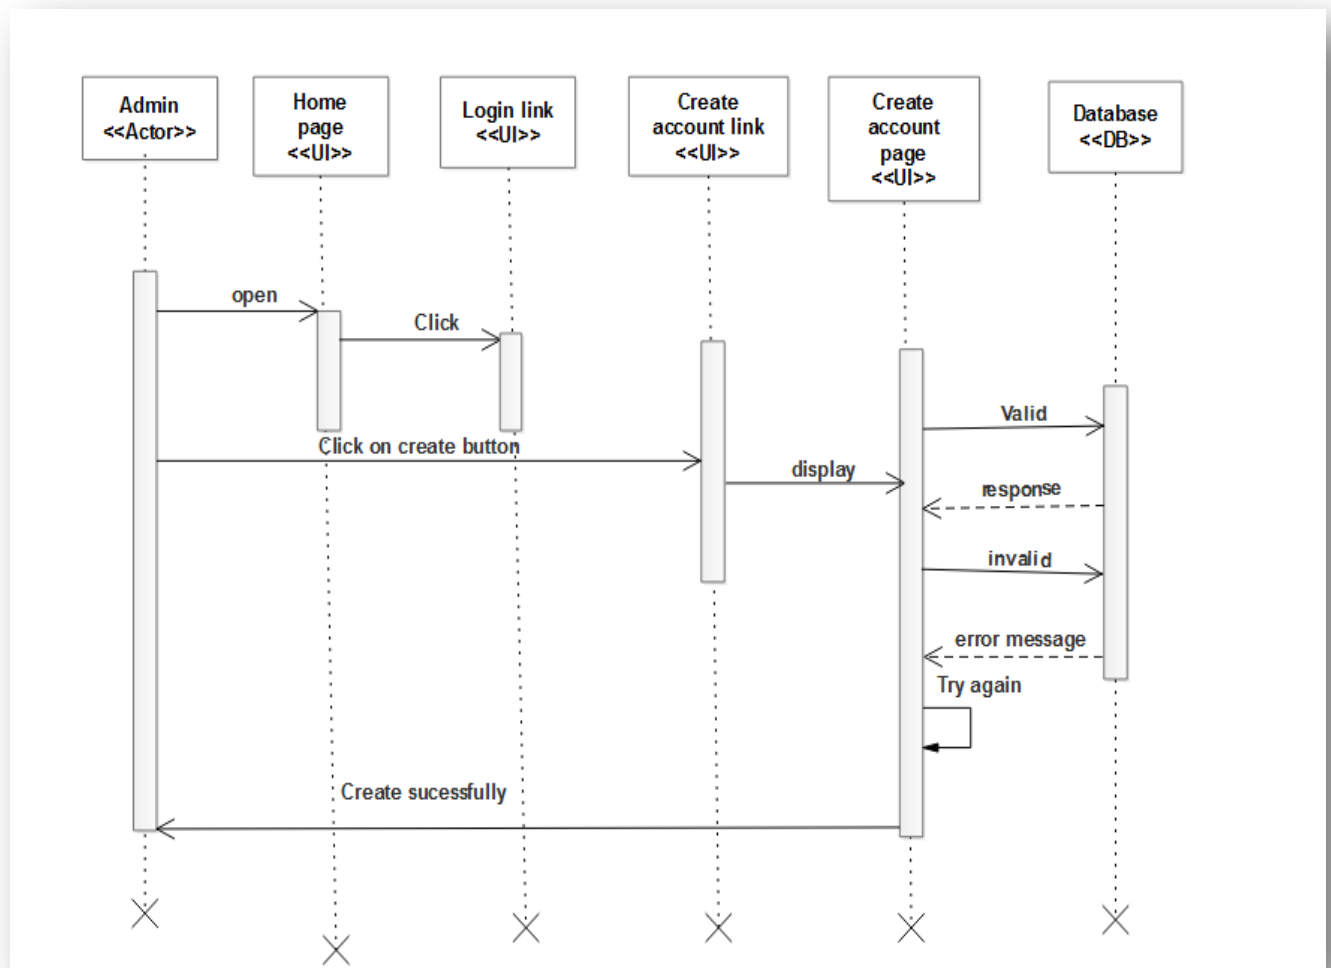 Admin
<<Actor>>
Home
page
<<UI>>
Login link
<<UI>>
Create
account link
<<UI>>
Create
account
page
<<UI>>
Database
<<DB>>
open
Click
Valid
Click on create button
display
response
invalid
error message
Try again
Create sucessfully